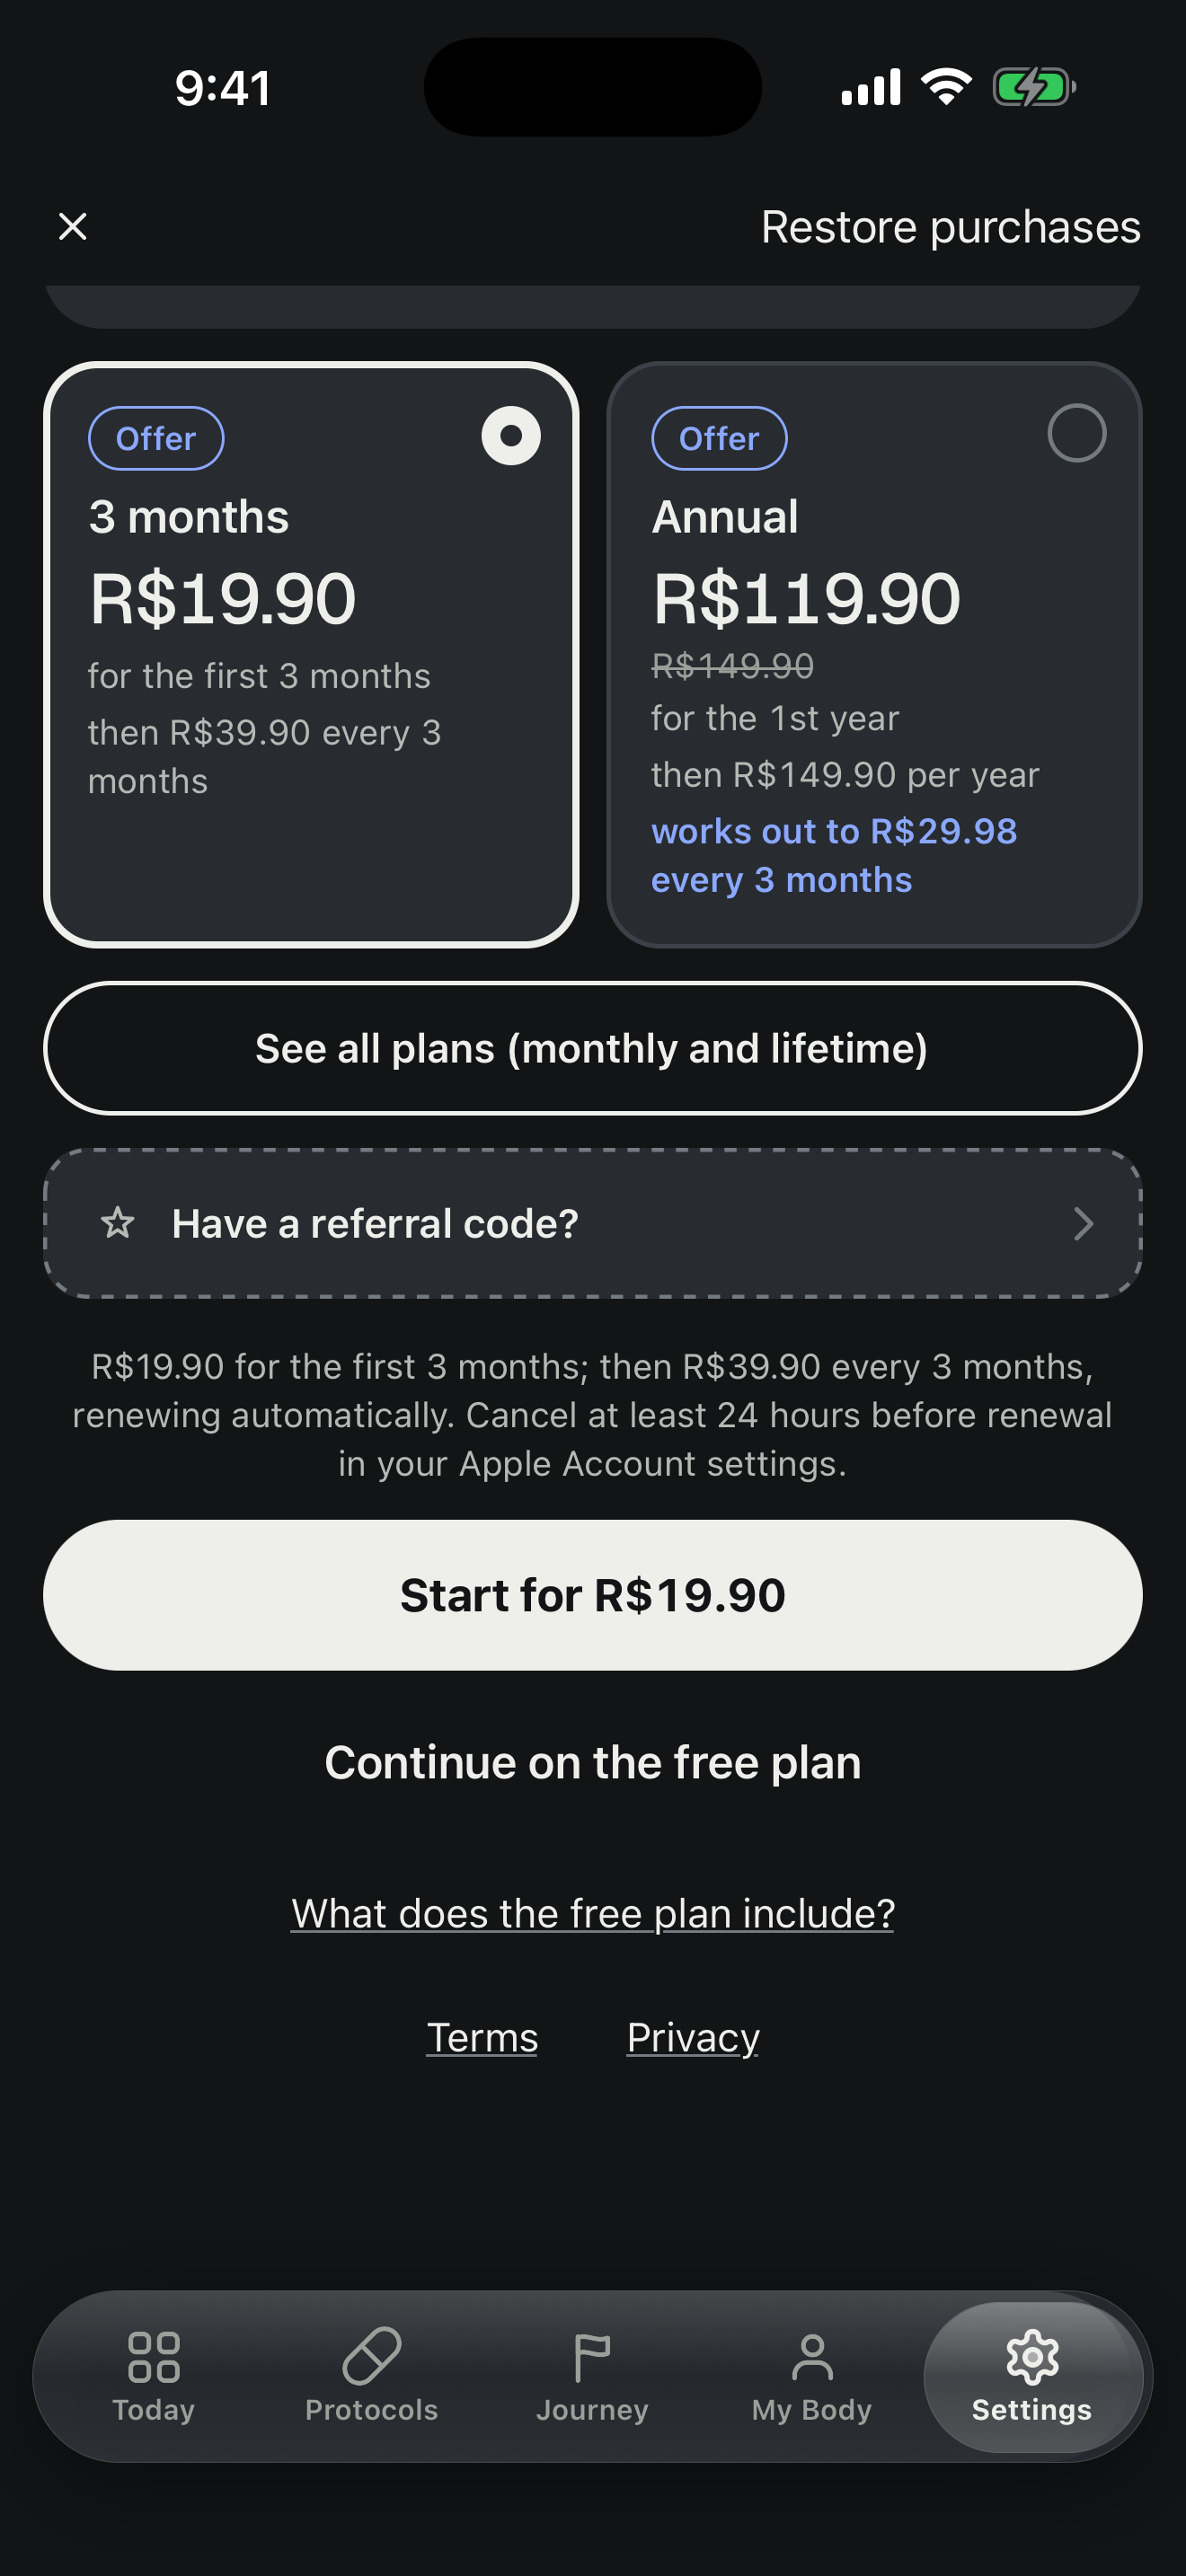 9:41
Restore purchases
Offer
3 months
R$19.90
for the first 3 months
then R$39.90 every 3
months
Offer
Annual
R$119.90
R$149.90
for the 1st year
then R$149.90 per year
works out to R$29.98
every 3 months
See all plans (monthly and lifetime)
Have a referral code?
R$19.90 for the first 3 months; then R$39.90 every 3 months,
renewing automatically. Cancel at least 24 hours before renewal
in your Apple Account settings.
Start for R$19.90
Continue on the free plan
What does the free plan include?
Terms Privacy
Today Protocols Journey My Body Settings